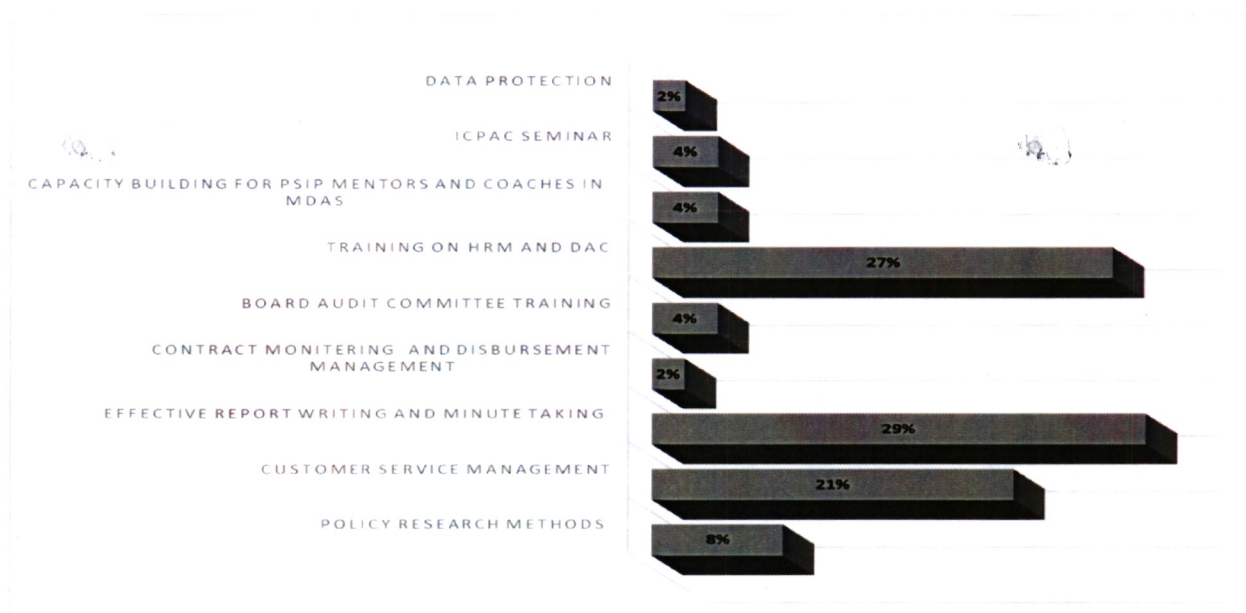 DATA PROTECTION
2%
ICPAC SEMINAR
4%
CAPACITY BUILDING FOR PSIP MENTORS AND COACHES IN
MDAS
4%
TRAINING ON HRM AND DAC
27%
BOARD AUDIT COMMITTEE TRAINING
4%
CONTRACT MONITERING AND DISBURSEMENT
MANAGEMENT
2%
EFFECTIVE REPORT WRITING AND MINUTE TAKING
29%
CUSTOMER SERVICE MANAGEMENT
21%
POLICY RESEARCH METHODS
8%